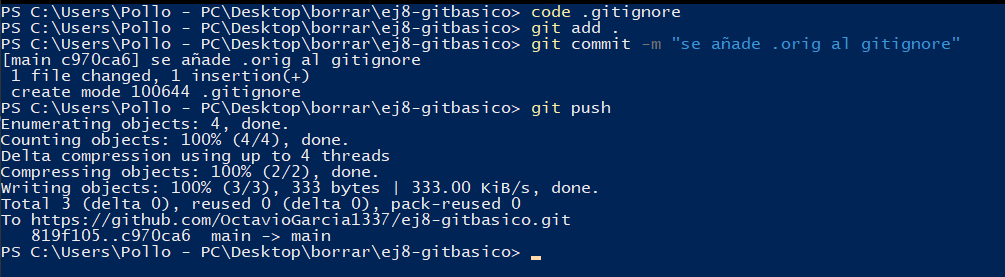 PS C:\Users\Pollo - PC\Desktop\borrar\ej8-gitbasico> code .gitignore
PS C:\Users\Pollo - PC\Desktop\borrar\ej8-gitbasico> git add .
PS C:\Users\Pollo - PC\Desktop\borrar\ej8-gitbasico> git commit -m "se añade .orig al gitignore"
[main c970ca6] se añade .orig al gitignore
 1 file changed, 1 insertion(+)
 create mode 100644 .gitignore
PS C:\Users\Pollo - PC\Desktop\borrar\ej8-gitbasico> git push
Enumerating objects: 4, done.
Counting objects: 100% (4/4), done.
Delta compression using up to 4 threads
Compressing objects: 100% (2/2), done.
Writing objects: 100% (3/3), 333 bytes | 333.00 KiB/s, done.
Total 3 (delta 0), reused 0 (delta 0), pack-reused 0
To https://github.com/OctavioGarcia1337/ej8-gitbasico.git
   819f105..c970ca6  main -> main
PS C:\Users\Pollo - PC\Desktop\borrar\ej8-gitbasico>